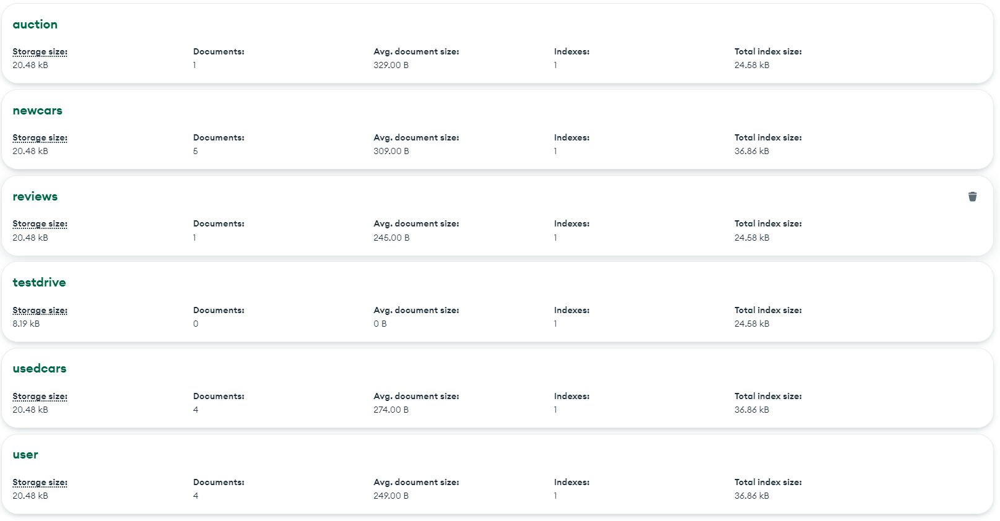 auction
Storage size: Documents: Avg. document size: Indexes: Total index size:
20.48 kB 1 329.00 B 1 24.58 kB
newcars
Storage size: Documents: Avg. document size: Indexes: Total index size:
20.48 kB 5 309.00 B 1 36.86 kB
reviews
Storage size: Documents: Avg. document size: Indexes: Total index size:
20.48 kB 1 245.00 B 1 24.58 kB
testdrive
Storage size: Documents: Avg. document size: Indexes: Total index size:
8.19 kB 0 0 B 1 24.58 kB
usedcars
Storage size: Documents: Avg. document size: Indexes: Total index size:
20.48 kB 4 274.00 B 1 36.86 kB
user
Storage size: Documents: Avg. document size: Indexes: Total index size:
20.48 kB 4 249.00 B 1 36.86 kB